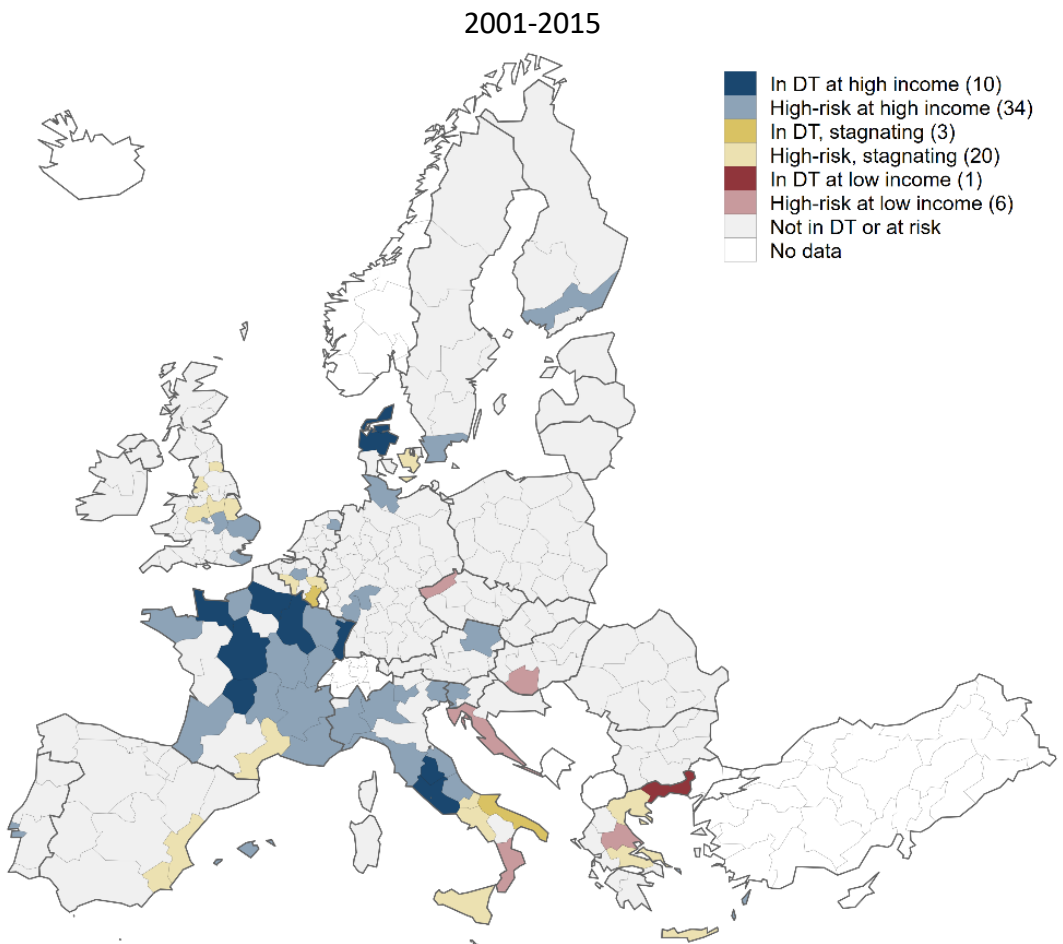 2001-2015
In DT at high income (10)
High-risk at high income (34)
In DT, stagnating (3)
High-risk, stagnating (20)
In DT at low income (1)
High-risk at low income (6)
Not in DT or at risk
No data